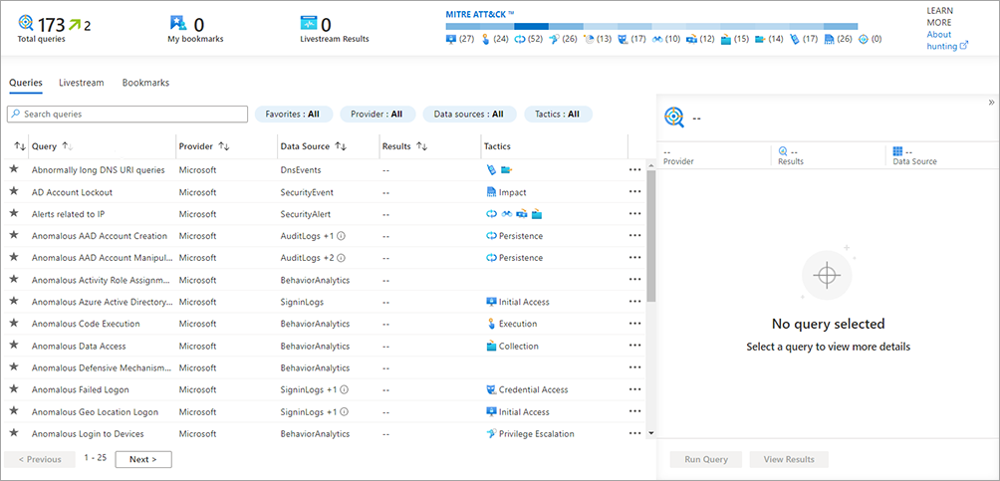 173 2
Total queries
0
My bookmarks
0
Livestream Results
MITRE ATT&CK ™
(27) (24) (52) (26) (13) (17) (10) (12) (15) (14) (17) (26) (0)
LEARN
MORE
About
hunting
Queries Livestream Bookmarks
Search queries
Favorites : All
Provider : All
Data sources : All
Tactics : All
Query Provider Data Source Results Tactics
Abnormally long DNS URI queries Microsoft DnsEvents --
AD Account Lockout Microsoft SecurityEvent -- Impact
Alerts related to IP Microsoft SecurityAlert --
Anomalous AAD Account Creation Microsoft AuditLogs +1 -- Persistence
Anomalous AAD Account Manipul... Microsoft AuditLogs +2 -- Persistence
Anomalous Activity Role Assignm... Microsoft BehaviorAnalytics --
Anomalous Azure Active Directory... Microsoft SigninLogs -- Initial Access
Anomalous Code Execution Microsoft BehaviorAnalytics -- Execution
Anomalous Data Access Microsoft BehaviorAnalytics -- Collection
Anomalous Defensive Mechanism... Microsoft BehaviorAnalytics --
Anomalous Failed Logon Microsoft SigninLogs +1 -- Credential Access
Anomalous Geo Location Logon Microsoft SigninLogs +1 -- Initial Access
Anomalous Login to Devices Microsoft BehaviorAnalytics -- Privilege Escalation
< Previous 1 - 25 Next >
»
--
-- -- --
Provider Results Data Source
No query selected
Select a query to view more details
Run Query View Results